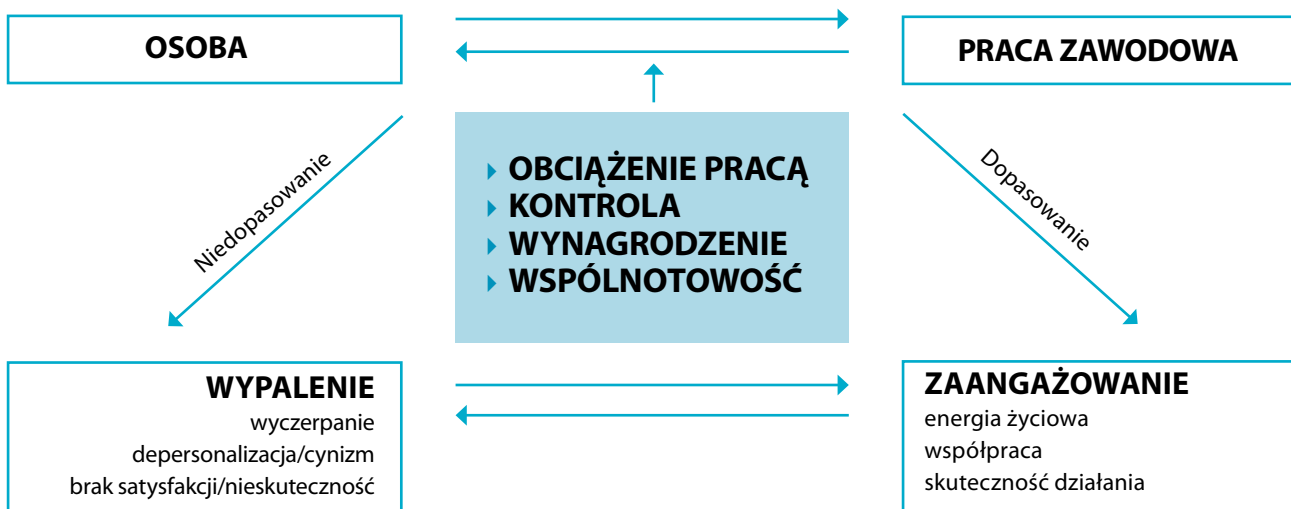 OSOBA
PRACA ZAWODOWA
Niedopasowanie
OBCIĄŻENIE PRACĄ
KONTROLA
WYNAGRODZENIE
WSPÓLNOTOWOŚĆ
Dopasowanie
WYPALENIE
wyczerpanie
depersonalizacja/cynizm
brak satysfakcji/nieskuteczność
ZAANGAŻOWANIE
energia życiowa
współpraca
skuteczność działania